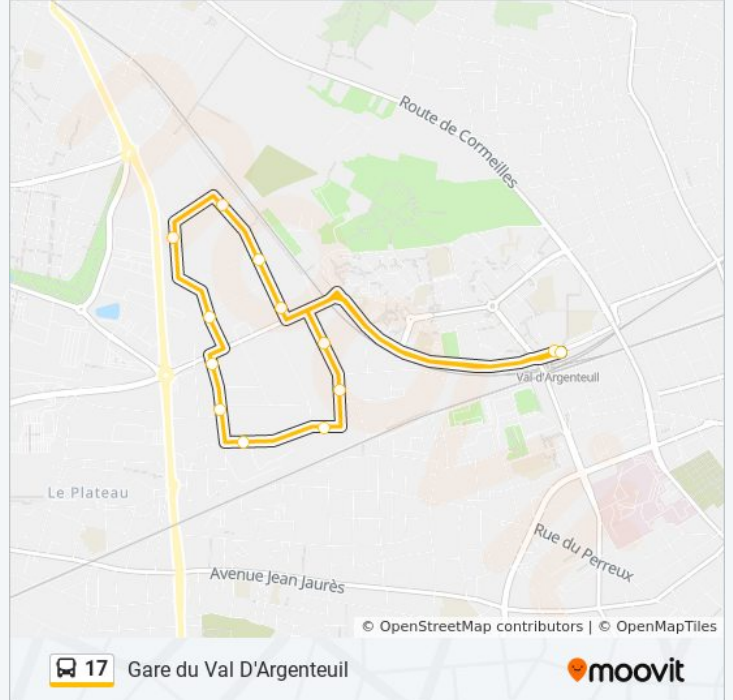 Route de Cormeilles
Val d'Argenteuil
Le Plateau
Rue du Perreux
Avenue Jean Jaurès
© OpenStreetMap contributors | © OpenMapTiles
17 Gare du Val D'Argenteuil
moovit